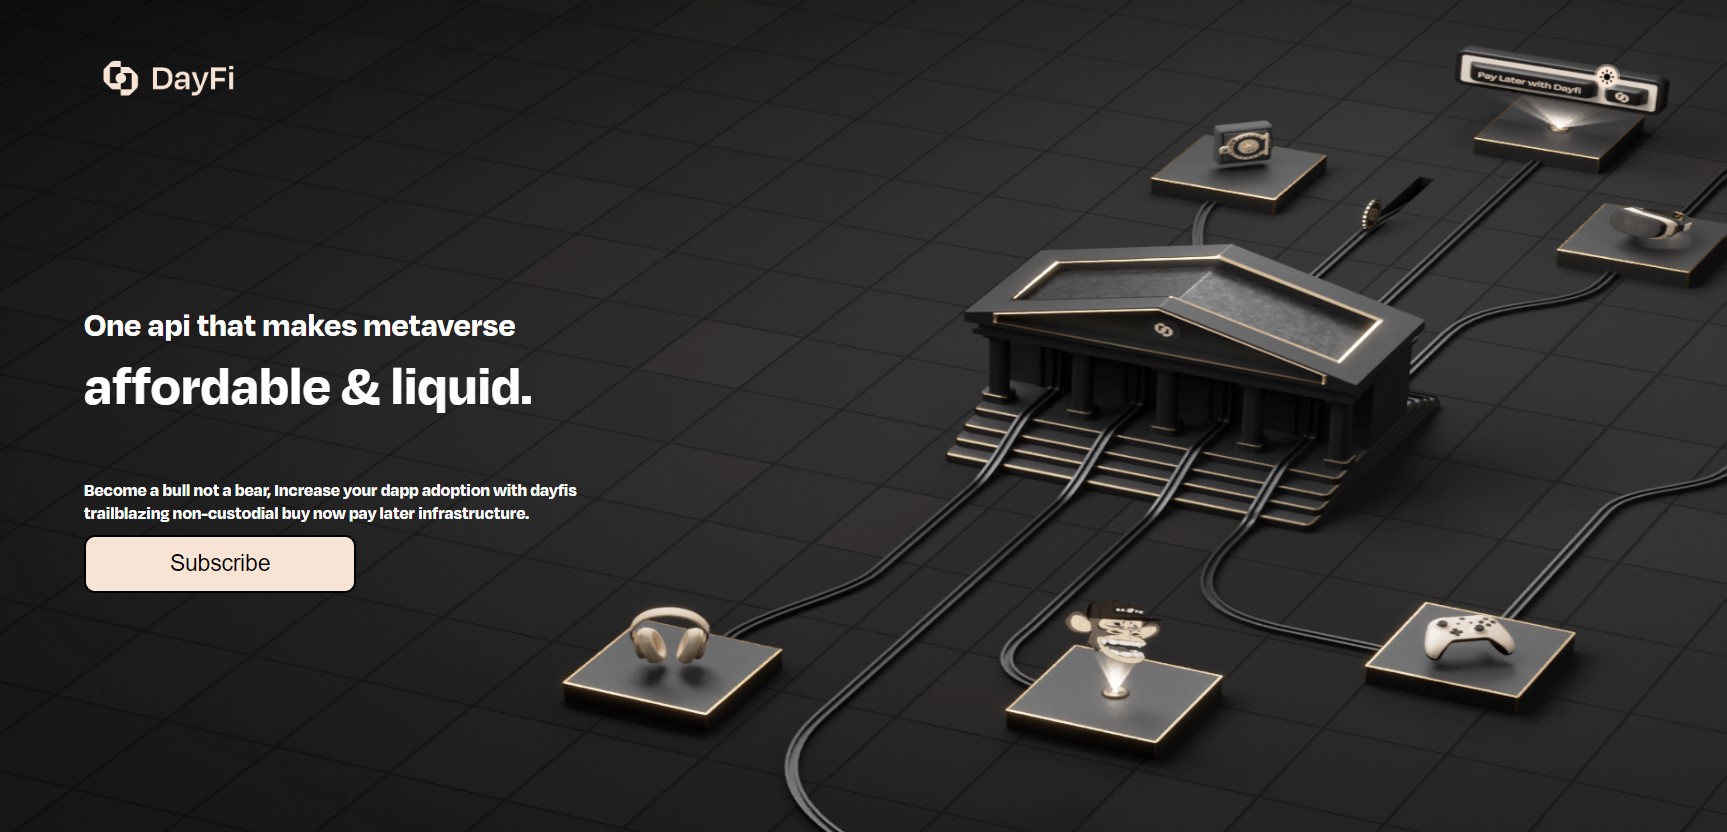 DayFi
Pay Later with Dayfi
One api that makes metaverse
affordable & liquid.
Become a bull not a bear, Increase your dapp adoption with dayfis
trailblazing non-custodial buy now pay later infrastructure.
Subscribe